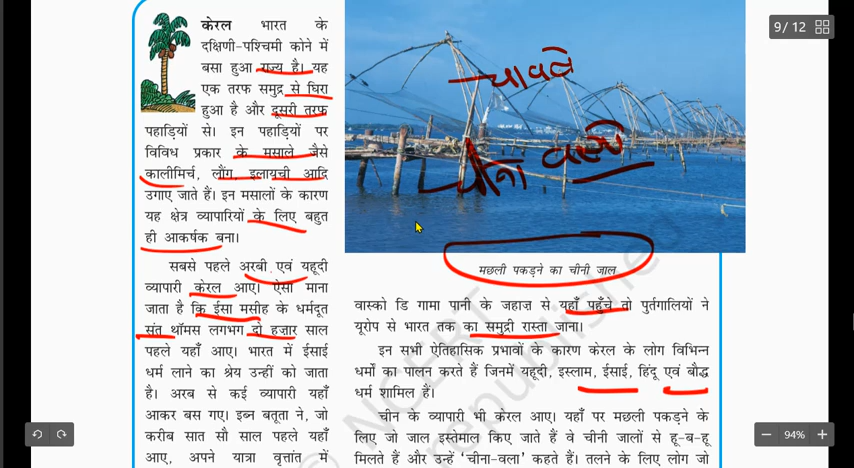 केरल भारत के
दक्षिणी-पश्चिमी कोने में
बसा हुआ राज्य है। यह
एक तरफ समुद्र से घिरा
हुआ है और दूसरी तरफ
पहाड़ियों से। इन पहाड़ियों पर
विविध प्रकार के मसाले जैसे
कालीमिर्च, लौंग, इलायची आदि
उगाए जाते हैं। इन मसालों के कारण
यह क्षेत्र व्यापारियों के लिए बहुत
ही आकर्षक बना।
सबसे पहले अरबी एवं यहूदी
व्यापारी केरल आए। ऐसा माना
जाता है कि ईसा मसीह के धर्मदूत
संत थॉमस लगभग दो हज़ार साल
पहले यहाँ आए। भारत में ईसाई
धर्म लाने का श्रेय उन्हीं को जाता
है। अरब से कई व्यापारी यहाँ
आकर बस गए। इब्न बतूता ने, जो
करीब सात सौ साल पहले यहाँ
आए, अपने यात्रा वृत्तांत में
मछली पकड़ने का चीनी जाल
वास्को डि गामा पानी के जहाज़ से यहाँ पहुँचे तो पुर्तगालियों ने
यूरोप से भारत तक का समुद्री रास्ता जाना।
इन सभी ऐतिहासिक प्रभावों के कारण केरल के लोग विभिन्न
धर्मों का पालन करते हैं जिनमें यहूदी, इस्लाम, ईसाई, हिंदू एवं बौद्ध
धर्म शामिल हैं।
चीन के व्यापारी भी केरल आए। यहाँ पर मछली पकड़ने के
लिए जो जाल इस्तेमाल किए जाते हैं वे चीनी जालों से हू-ब-हू
मिलते हैं और उन्हें ‘चीना-वला’ कहते हैं। तलने के लिए लोग जो
9/12
94%
© NCERT
republished